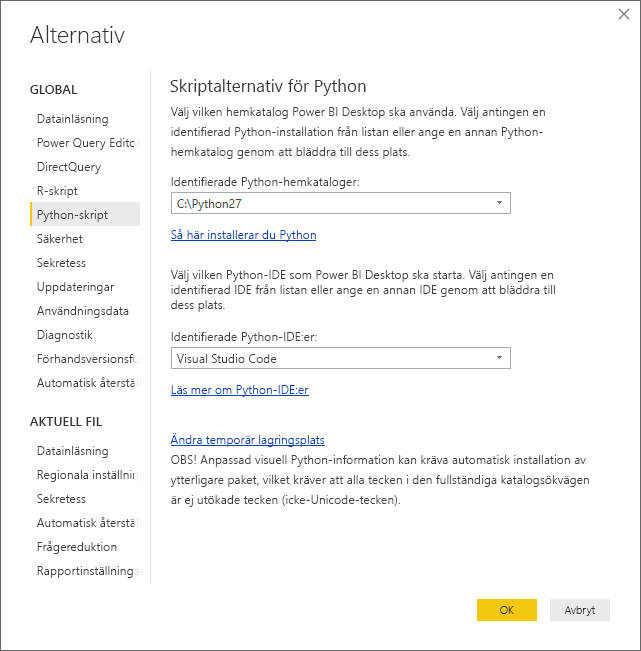 Alternativ
GLOBAL
Datainläsning
Power Query Edito
DirectQuery
R-skript
Python-skript
Säkerhet
Sekretess
Uppdateringar
Användningsdata
Diagnostik
Förhandsversionsfu
Automatisk återstäl
AKTUELL FIL
Datainläsning
Regionala inställnin
Sekretess
Automatisk återstäl
Frågereduktion
Rapportinställninga
Skriptalternativ för Python
Välj vilken hemkatalog Power BI Desktop ska använda. Välj antingen en
identifierad Python-installation från listan eller ange en annan Python-
hemkatalog genom att bläddra till dess plats.
Identifierade Python-hemkataloger:
C:\Python27
Så här installerar du Python
Välj vilken Python-IDE som Power BI Desktop ska starta. Välj antingen en
identifierad IDE från listan eller ange en annan IDE genom att bläddra till
dess plats.
Identifierade Python-IDE:er:
Visual Studio Code
Läs mer om Python-IDE:er
Ändra temporär lagringsplats
OBS! Anpassad visuell Python-information kan kräva automatisk installation av
ytterligare paket, vilket kräver att alla tecken i den fullständiga katalogsökvägen
är ej utökade tecken (icke-Unicode-tecken).
OK
Avbryt